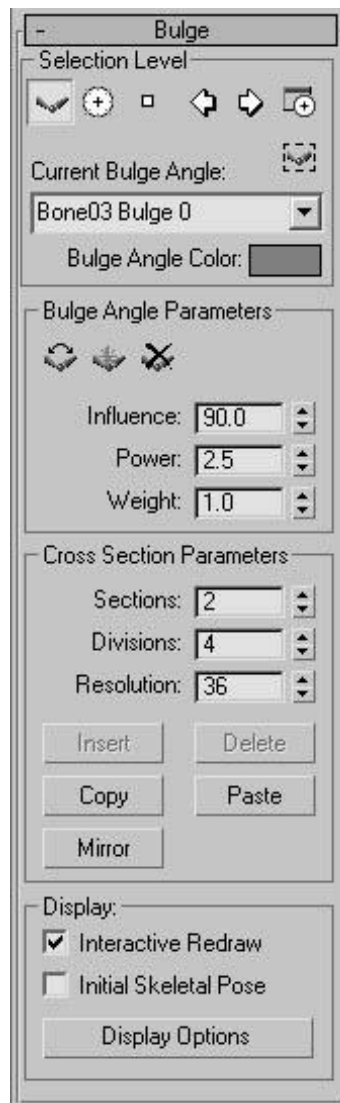 - Bulge
Selection Level
Current Bulge Angle:
Bone03 Bulge 0
Bulge Angle Color:
Bulge Angle Parameters
Influence: 90.0
Power: 2.5
Weight: 1.0
Cross Section Parameters
Sections: 2
Divisions: 4
Resolution: 36
Insert Delete
Copy Paste
Mirror
Display:
Interactive Redraw
Initial Skeletal Pose
Display Options